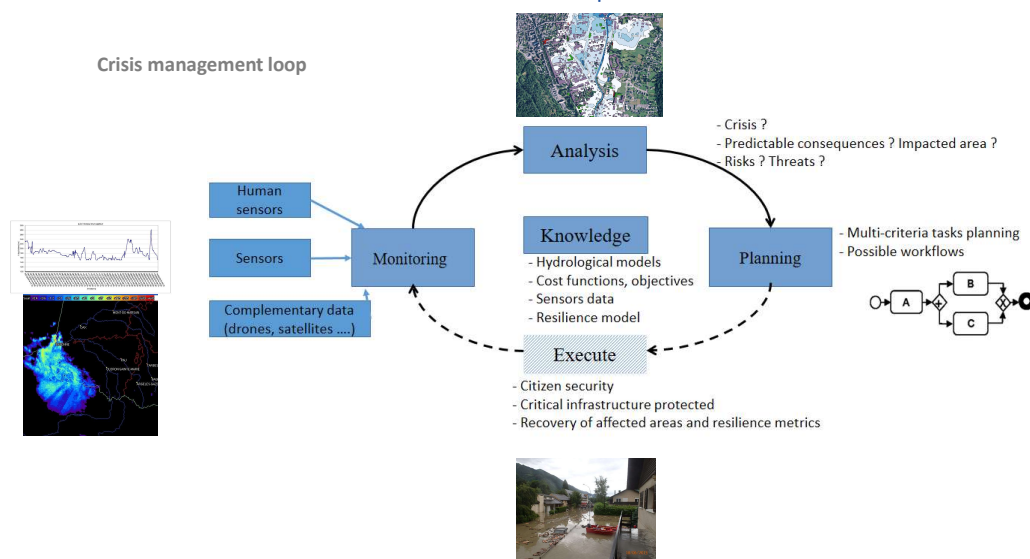 Crisis management loop
Analysis
- Crisis ?
- Predictable consequences ? Impacted area ?
- Risks ? Threats ?
Human
sensors
Sensors
Complementary data
(drones, satellites ....)
Monitoring
Knowledge
- Hydrological models
- Cost functions, objectives
- Sensors data
- Resilience model
Planning
- Multi-criteria tasks planning
- Possible workflows
A
B
C
Execute
- Citizen security
- Critical infrastructure protected
- Recovery of affected areas and resilience metrics